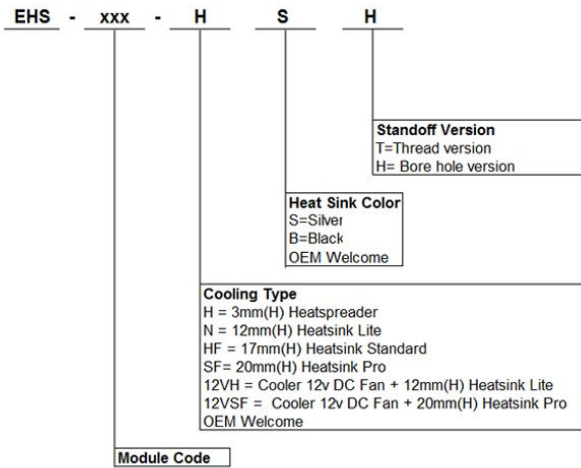 EHS - xxx - H S H
Standoff Version
T=Thread version
H= Bore hole version
Heat Sink Color
S=Silver
B=Black
OEM Welcome
Cooling Type
H = 3mm(H) Heatspreader
N = 12mm(H) Heatsink Lite
HF = 17mm(H) Heatsink Standard
SF= 20mm(H) Heatsink Pro
12VH = Cooler 12v DC Fan + 12mm(H) Heatsink Lite
12VSF = Cooler 12v DC Fan + 20mm(H) Heatsink Pro
OEM Welcome
Module Code